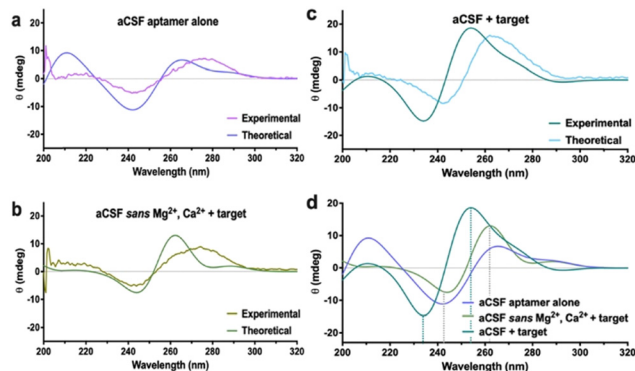 a
aCSF aptamer alone
θ (mdeg)
20
10
0
-10
-20
Experimental
Theoretical
200 220 240 260 280 300 320
Wavelength (nm)
b
aCSF sans Mg²⁺, Ca²⁺ + target
θ (mdeg)
20
10
0
-10
-20
Experimental
Theoretical
200 220 240 260 280 300 320
Wavelength (nm)
c
aCSF + target
θ (mdeg)
20
10
0
-10
-20
Experimental
Theoretical
200 220 240 260 280 300 320
Wavelength (nm)
d
θ (mdeg)
20
10
0
-10
-20
aCSF aptamer alone
aCSF sans Mg²⁺, Ca²⁺ + target
aCSF + target
200 220 240 260 280 300 320
Wavelength (nm)